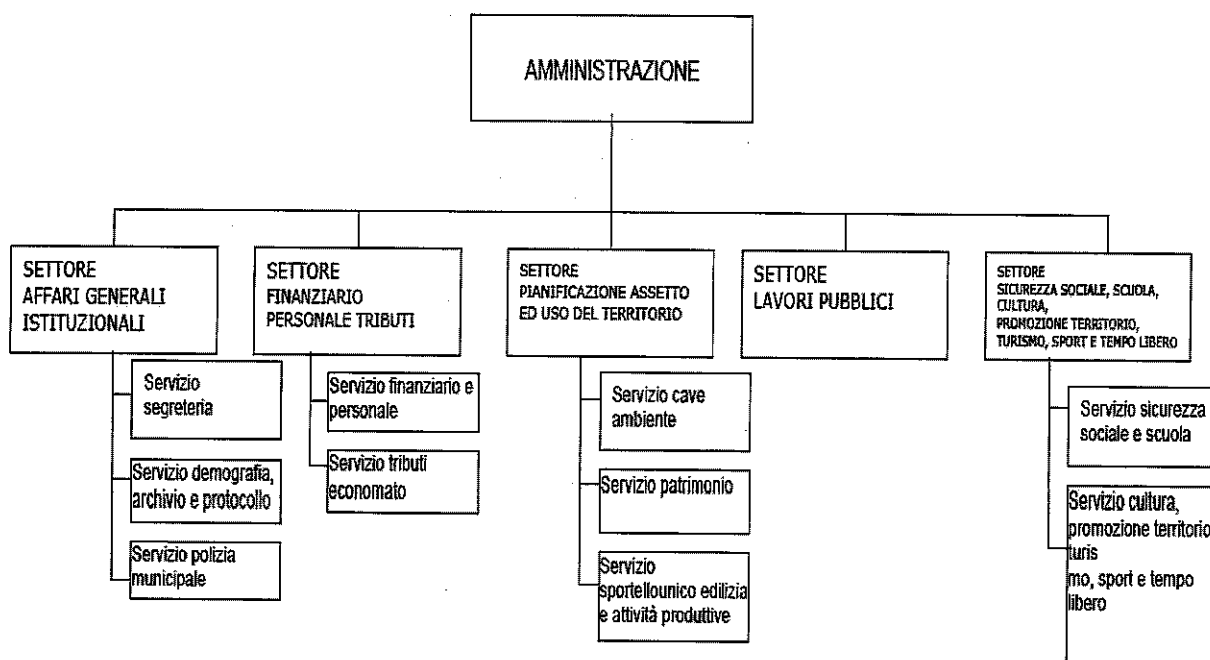 AMMINISTRAZIONE
SETTORE
AFFARI GENERALI
ISTITUZIONALI
Servizio
segreteria
Servizio demografia,
archivio e protocollo
Servizio polizia
municipale
SETTORE
FINANZIARIO
PERSONALE TRIBUTI
Servizio finanziario e
personale
Servizio tributi
economato
SETTORE
PIANIFICAZIONE ASSETTO
ED USO DEL TERRITORIO
Servizio cave
ambiente
Servizio patrimonio
Servizio
sportellounico edilizia
e attività produttive
SETTORE
LAVORI PUBBLICI
SETTORE
SICUREZZA SOCIALE, SCUOLA,
CULTURA,
PROMOZIONE TERRITORIO,
TURISMO, SPORT E TEMPO LIBERO
Servizio sicurezza
sociale e scuola
Servizio cultura,
promozione territorio
turis
mo, sport e tempo
libero